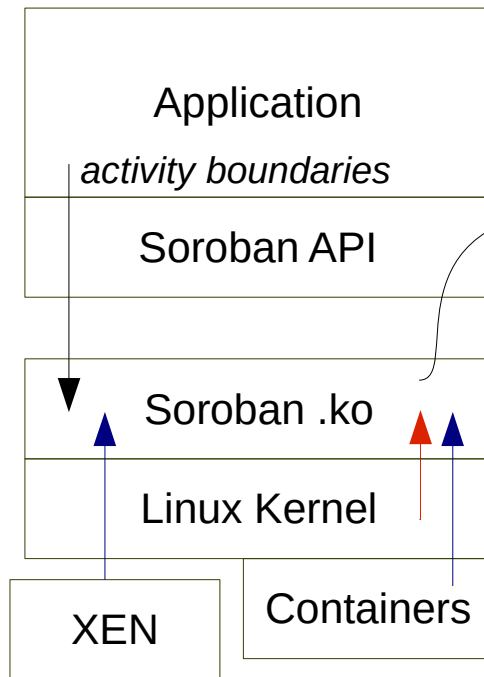 Application
activity boundaries
Soroban API
Soroban .ko
Linux Kernel
XEN
Containers